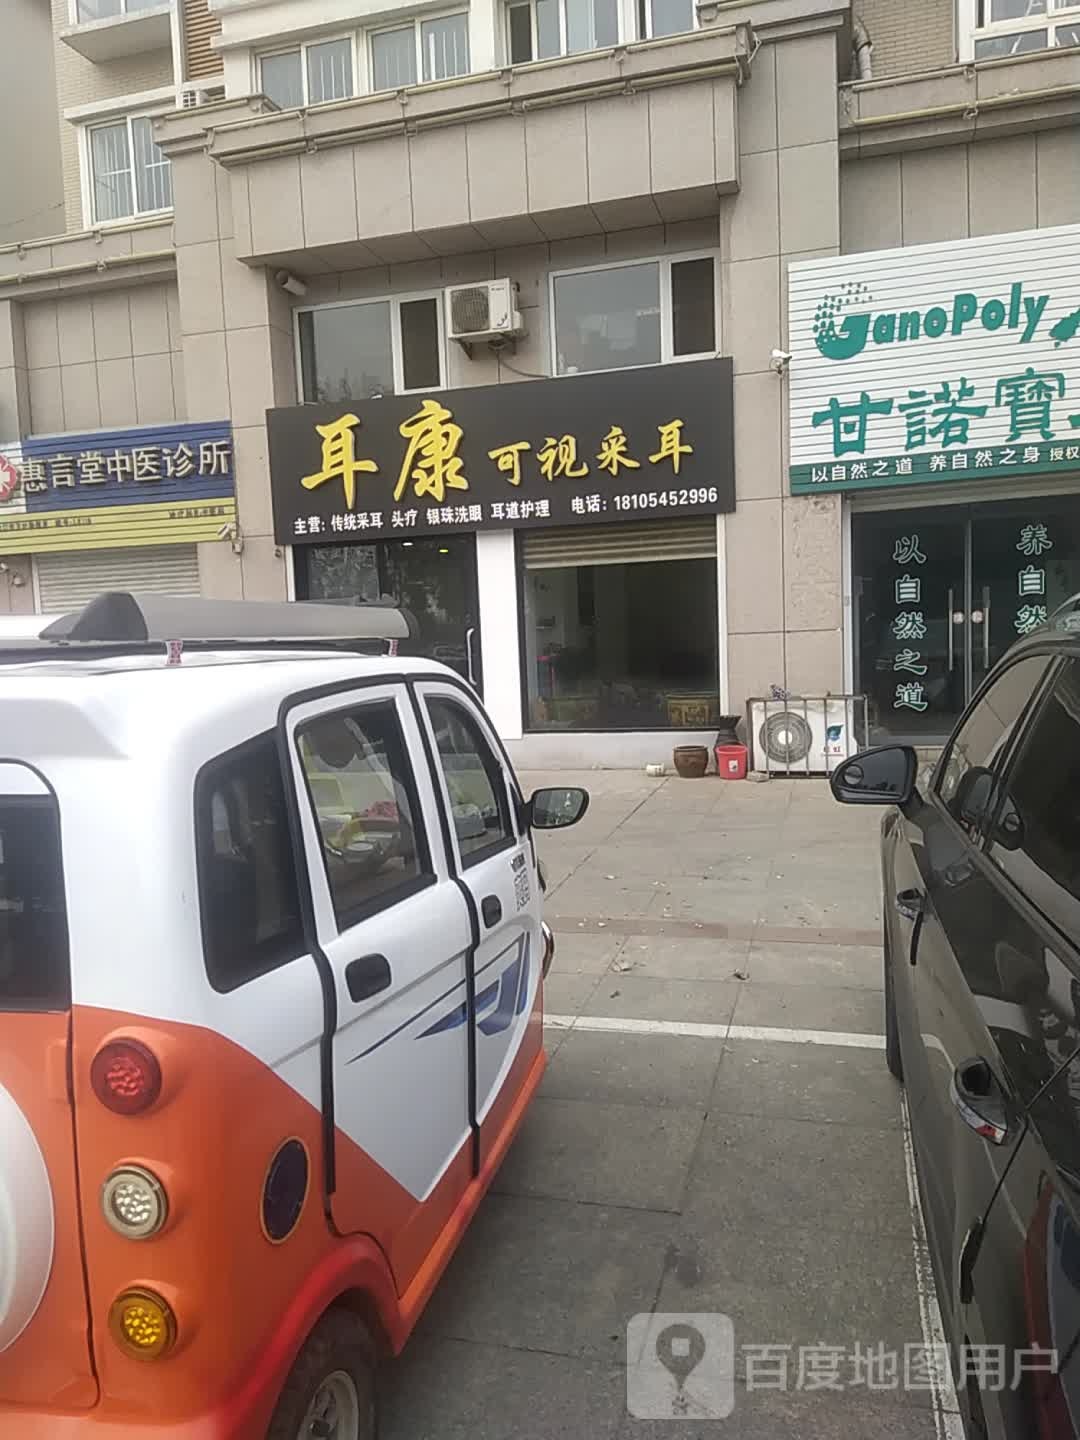 惠言堂中医诊所
耳康可视采耳
主营：传统采耳 头疗 银珠洗眼 耳道护理 电话：18105452996
JanoPoly
甘諾寶
以自然之道 养自然之身 授权
以自然之道
养自然
百度地图用户